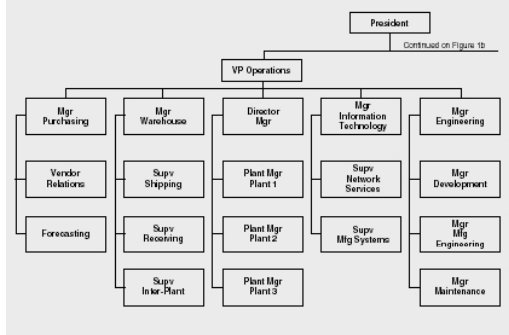 President
Continued on Figure 1b
VP Operations
Mgr
Purchasing
Mgr
Warehouse
Director
Mgr
Mgr
Information
Technology
Mgr
Engineering
Vendor
Relations
Supv
Shipping
Plant Mgr
Plant 1
Supv
Network
Services
Mgr
Development
Forecasting
Supv
Receiving
Plant Mgr
Plant 2
Supv
Mfg Systems
Mgr
Mfg
Engineering
Supv
Inter-Plant
Plant Mgr
Plant 3
Mgr
Maintenance